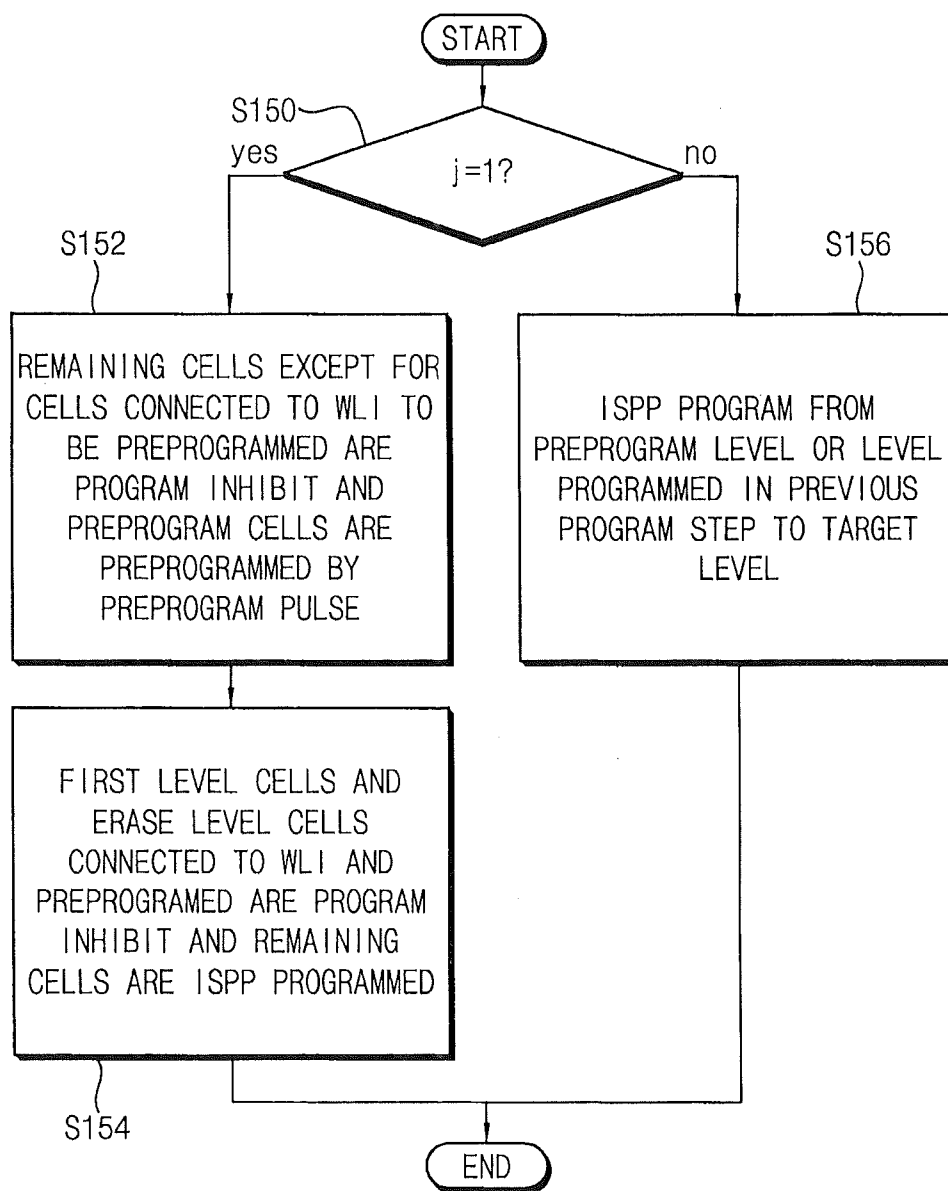 START
S150
yes
j=1?
no
S152
S156
REMAINING CELLS EXCEPT FOR
CELLS CONNECTED TO WLI TO
BE PREPROGRAMMED ARE
PROGRAM INHIBIT AND
PREPROGRAM CELLS ARE
PREPROGRAMMED BY
PREPROGRAM PULSE
ISPP PROGRAM FROM
PREPROGRAM LEVEL OR LEVEL
PROGRAMMED IN PREVIOUS
PROGRAM STEP TO TARGET
LEVEL
FIRST LEVEL CELLS AND
ERASE LEVEL CELLS
CONNECTED TO WLI AND
PREPROGRAMED ARE PROGRAM
INHIBIT AND REMAINING
CELLS ARE ISPP PROGRAMMED
S154
END